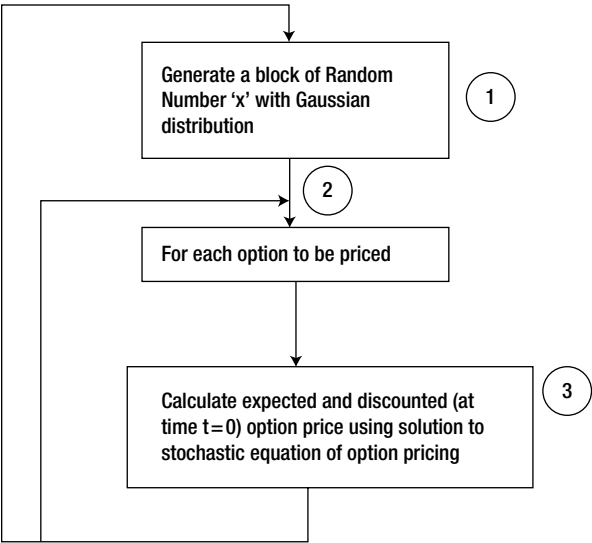 Generate a block of Random
Number ‘x’ with Gaussian
distribution
1
2
For each option to be priced
3
Calculate expected and discounted (at
time t=0) option price using solution to
stochastic equation of option pricing